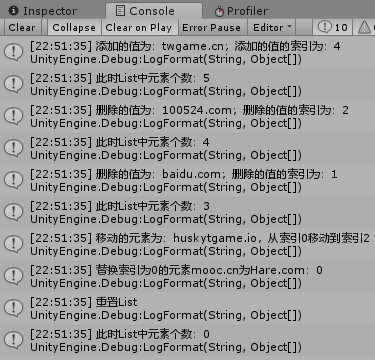 Inspector Console Profiler
Clear Collapse Clear on Play Error Pause Editor 10
[22:51:35] 添加的值为: twgame.cn; 添加的值的索引为: 4
UnityEngine.Debug:LogFormat(String, Object[])
[22:51:35] 此时List中元素个数: 5
UnityEngine.Debug:LogFormat(String, Object[])
[22:51:35] 删除的值为: 100524.com; 删除的值的索引为: 2
UnityEngine.Debug:LogFormat(String, Object[])
[22:51:35] 此时List中元素个数: 4
UnityEngine.Debug:LogFormat(String, Object[])
[22:51:35] 删除的值为: baidu.com; 删除的值的索引为: 1
UnityEngine.Debug:LogFormat(String, Object[])
[22:51:35] 此时List中元素个数: 3
UnityEngine.Debug:LogFormat(String, Object[])
[22:51:35] 移动的元素为: huskytgame.io, 从索引0移动到索引2
UnityEngine.Debug:LogFormat(String, Object[])
[22:51:35] 替换索引为0的元素mooc.cn为Hare.com: 0
UnityEngine.Debug:LogFormat(String, Object[])
[22:51:35] 重置List
UnityEngine.Debug:LogFormat(String, Object[])
[22:51:35] 此时List中元素个数: 0
UnityEngine.Debug:LogFormat(String, Object[])